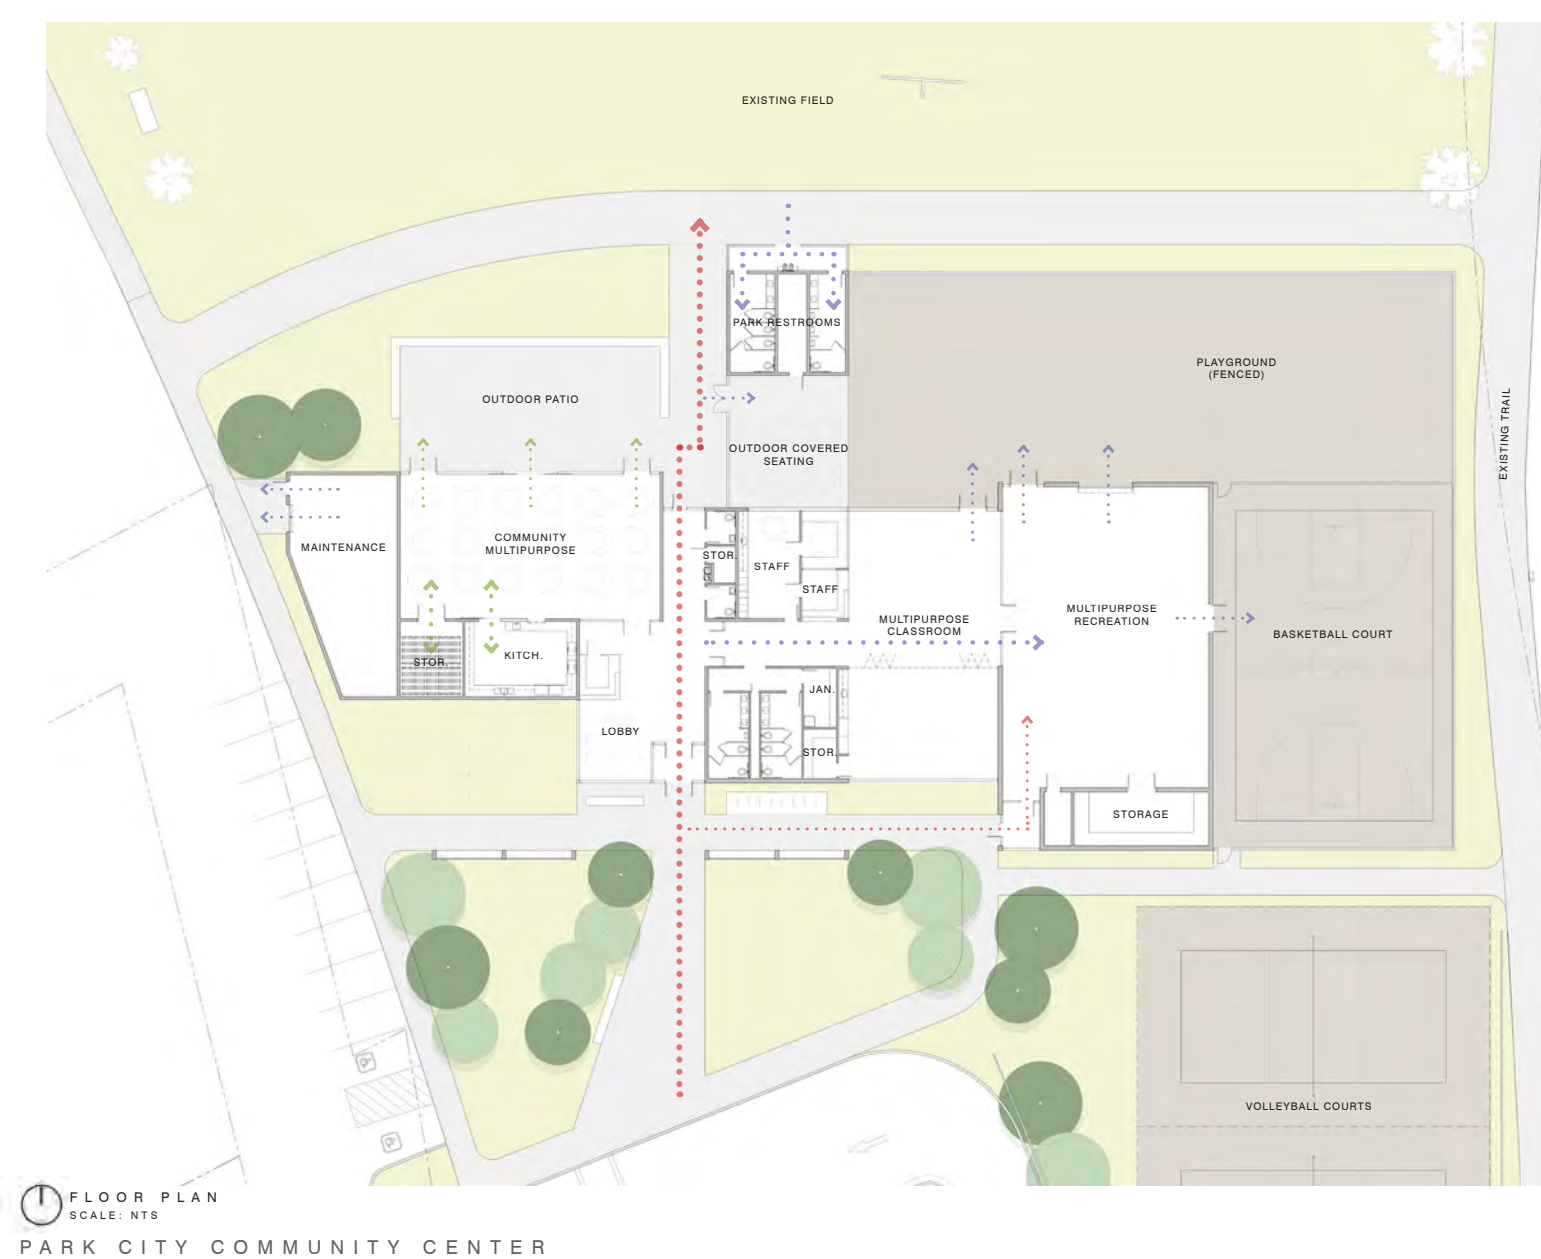 EXISTING FIELD
PARK RESTROOMS
PLAYGROUND
(FENCED)
OUTDOOR PATIO
EXISTING TRAIL
OUTDOOR COVERED
SEATING
COMMUNITY
MULTIPURPOSE
MAINTENANCE
STOR.
STAFF
STAFF
MULTIPURPOSE
CLASSROOM
MULTIPURPOSE
RECREATION
BASKETBALL COURT
STOR.
KITCH.
JAN.
LOBBY
STOR.
STORAGE
VOLLEYBALL COURTS
FLOOR PLAN
SCALE: NTS
PARK CITY COMMUNITY CENTER